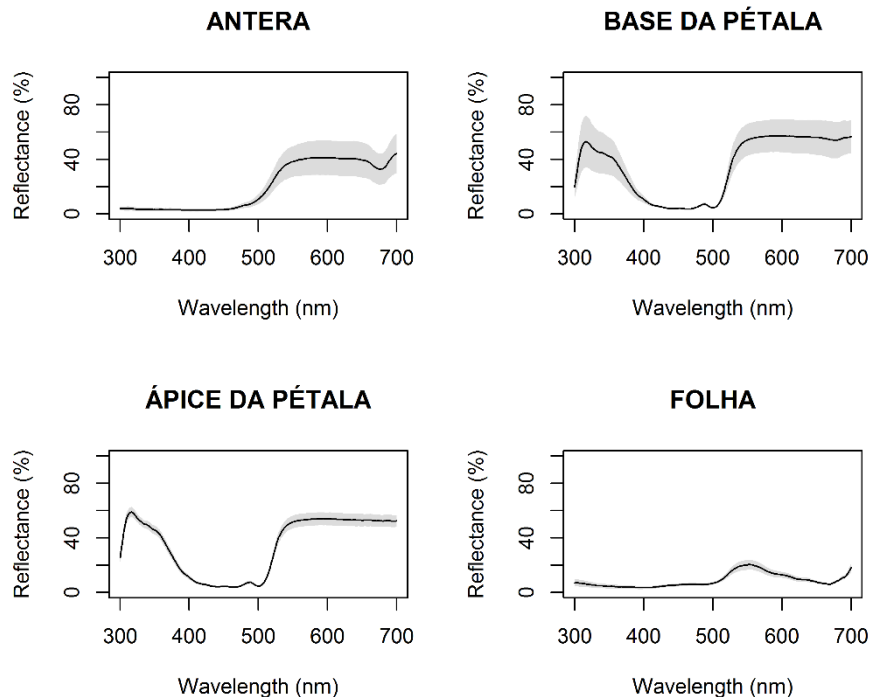 ANTERA
Reflectance (%)
0 40 80
300 400 500 600 700
Wavelength (nm)
BASE DA PÉTALA
Reflectance (%)
0 40 80
300 400 500 600 700
Wavelength (nm)
ÁPICE DA PÉTALA
Reflectance (%)
0 40 80
300 400 500 600 700
Wavelength (nm)
FOLHA
Reflectance (%)
0 40 80
300 400 500 600 700
Wavelength (nm)